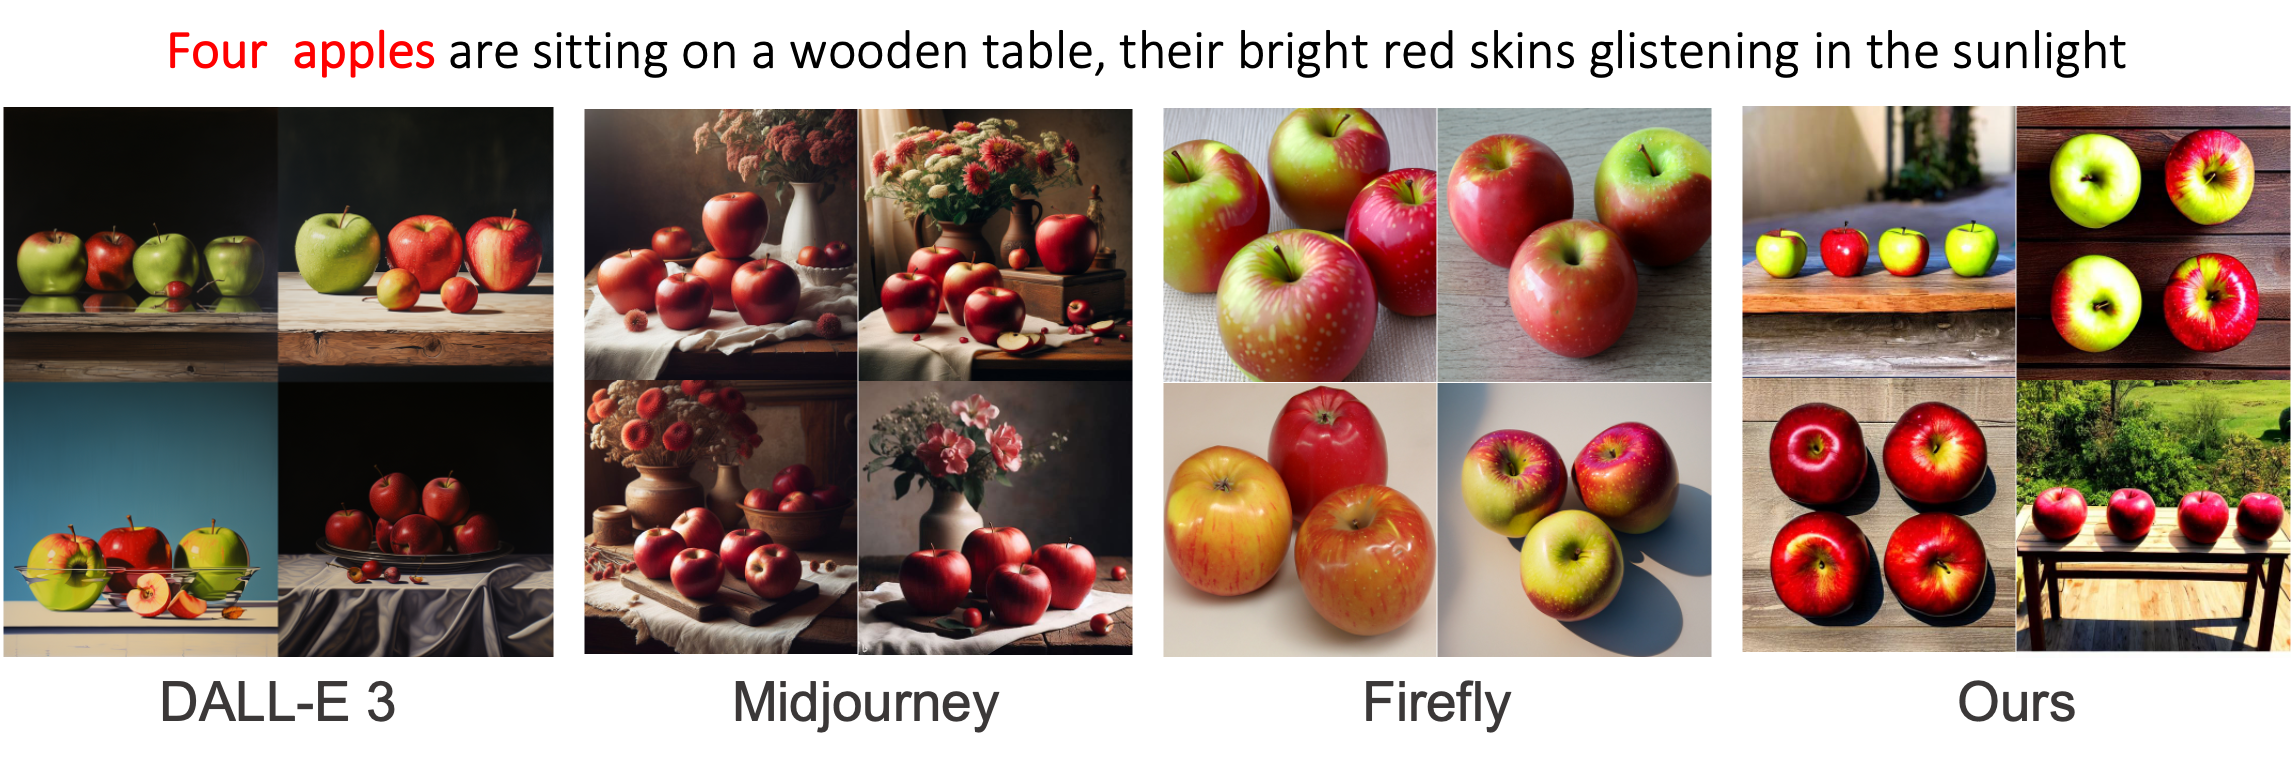 Four apples are sitting on a wooden table, their bright red skins glistening in the sunlight
DALL-E 3
Midjourney
Firefly
Ours